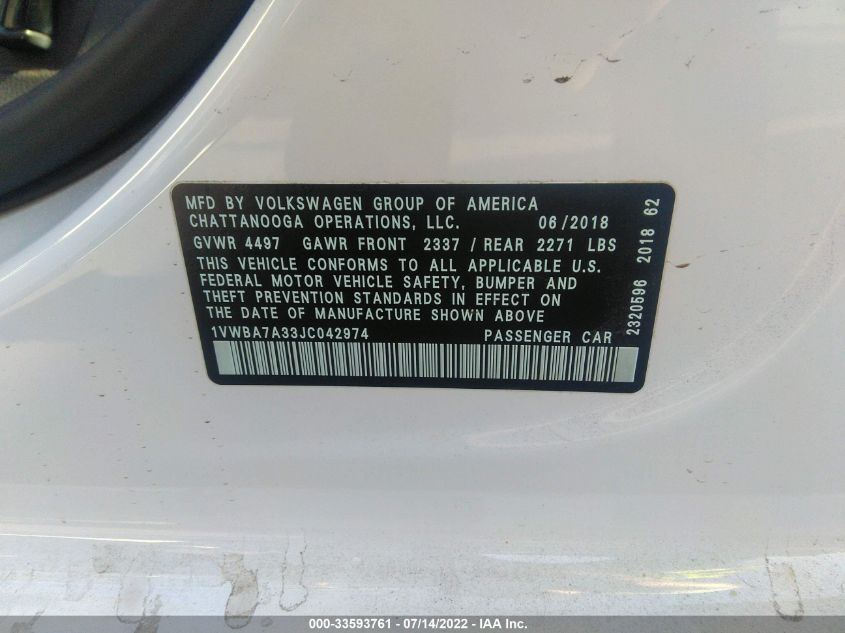 MFD BY VOLKSWAGEN GROUP OF AMERICA
CHATTANOOGA OPERATIONS, LLC. 06/2018
GVWR 4497 GAWR FRONT 2337 / REAR 2271 LBS
THIS VEHICLE CONFORMS TO ALL APPLICABLE U.S.
FEDERAL MOTOR VEHICLE SAFETY, BUMPER AND
THEFT PREVENTION STANDARDS IN EFFECT ON
THE DATE OF MANUFACTURE SHOWN ABOVE
1VWBA7A33JC042974 PASSENGER CAR
2320596 2018 62
000-33593761 / 07/14/2022 - IAA Inc.